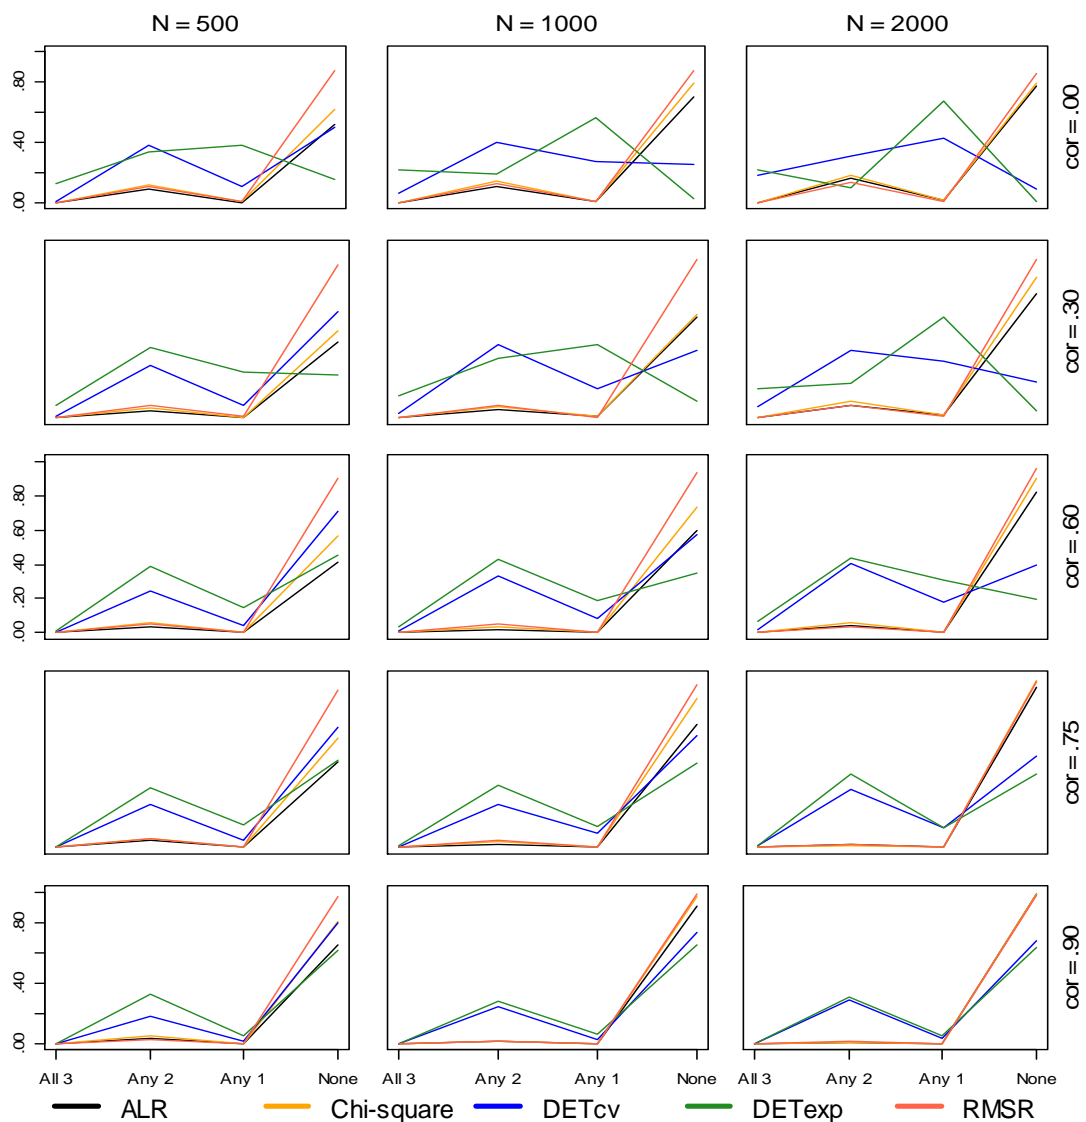 N = 500 N = 1000 N = 2000
.80
.40
.00
cor = .00
cor = .30
.80
.60
.40
.20
.00
cor = .60
cor = .75
.80
.40
.00
cor = .90
All 3 Any 2 Any 1 None All 3 Any 2 Any 1 None All 3 Any 2 Any 1 None
ALR Chi-square DETcv DETexp RMSR